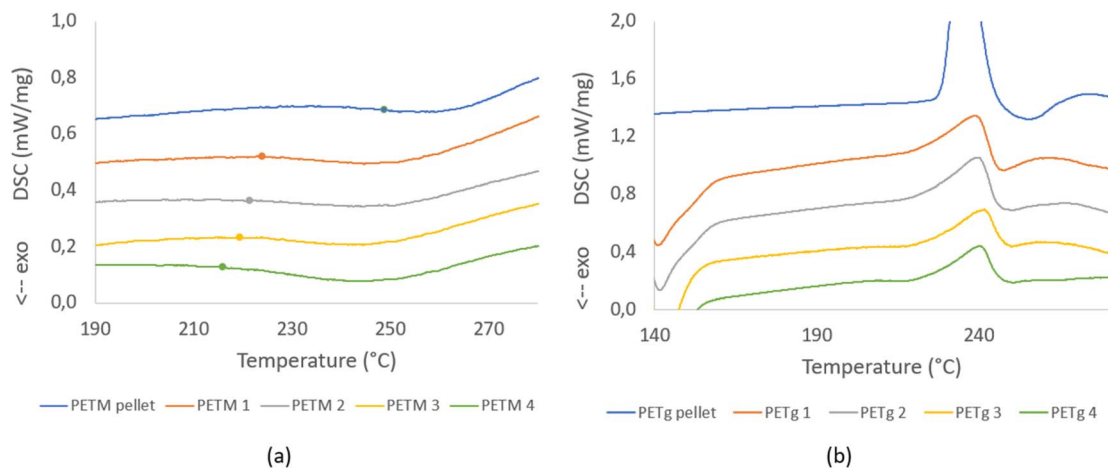 1,0
0,8
0,6
0,4
0,2
0,0
DSC (mW/mg)
<-- exo
190
210
230
250
270
Temperature (°C)
PETM pellet
PETM 1
PETM 2
PETM 3
PETM 4
(a)
2,0
1,6
1,2
0,8
0,4
0,0
DSC (mW/mg)
<-- exo
140
190
240
Temperature (°C)
PETg pellet
PETg 1
PETg 2
PETg 3
PETg 4
(b)